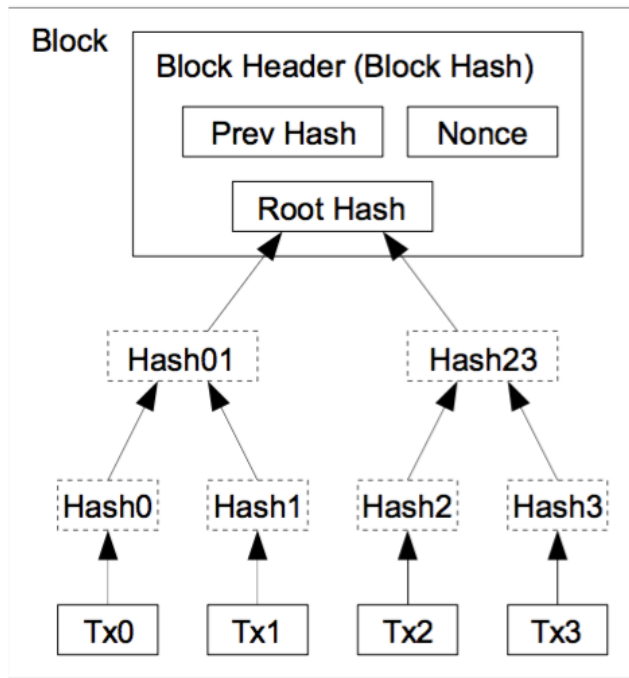 Block
Block Header (Block Hash)
Prev Hash
Nonce
Root Hash
Hash01
Hash23
Hash0
Hash1
Hash2
Hash3
Tx0
Tx1
Tx2
Tx3